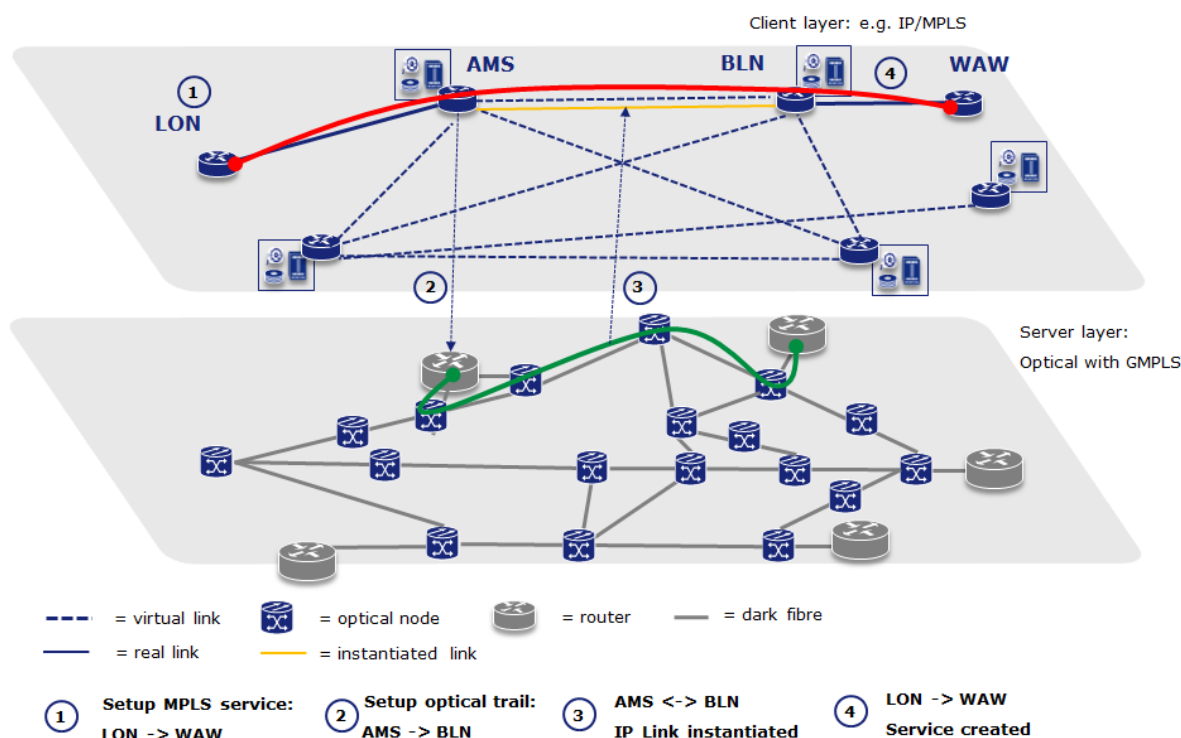 Client layer: e.g. IP/MPLS
AMS
BLN
4
WAW
1
LON
2
3
Server layer:
Optical with GMPLS
= virtual link
= optical node
= router
= dark fibre
= real link
= instantiated link
1
Setup MPLS service:
LON -> WAW
2
Setup optical trail:
AMS -> BLN
3
AMS <-> BLN
IP Link instantiated
4
LON -> WAW
Service created